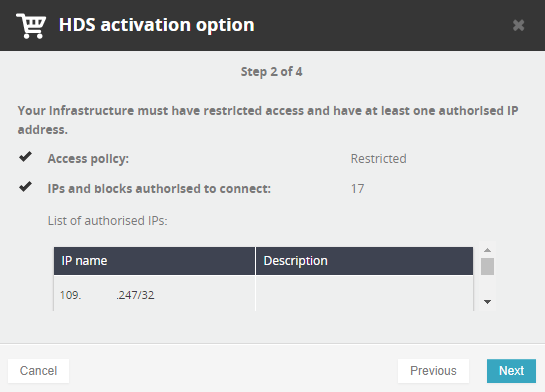 HDS activation option
Step 2 of 4
Your infrastructure must have restricted access and have at least one authorised IP
address.
Access policy: Restricted
IPs and blocks authorised to connect: 17
List of authorised IPs:
IP name Description
109. .247/32
Cancel Previous Next